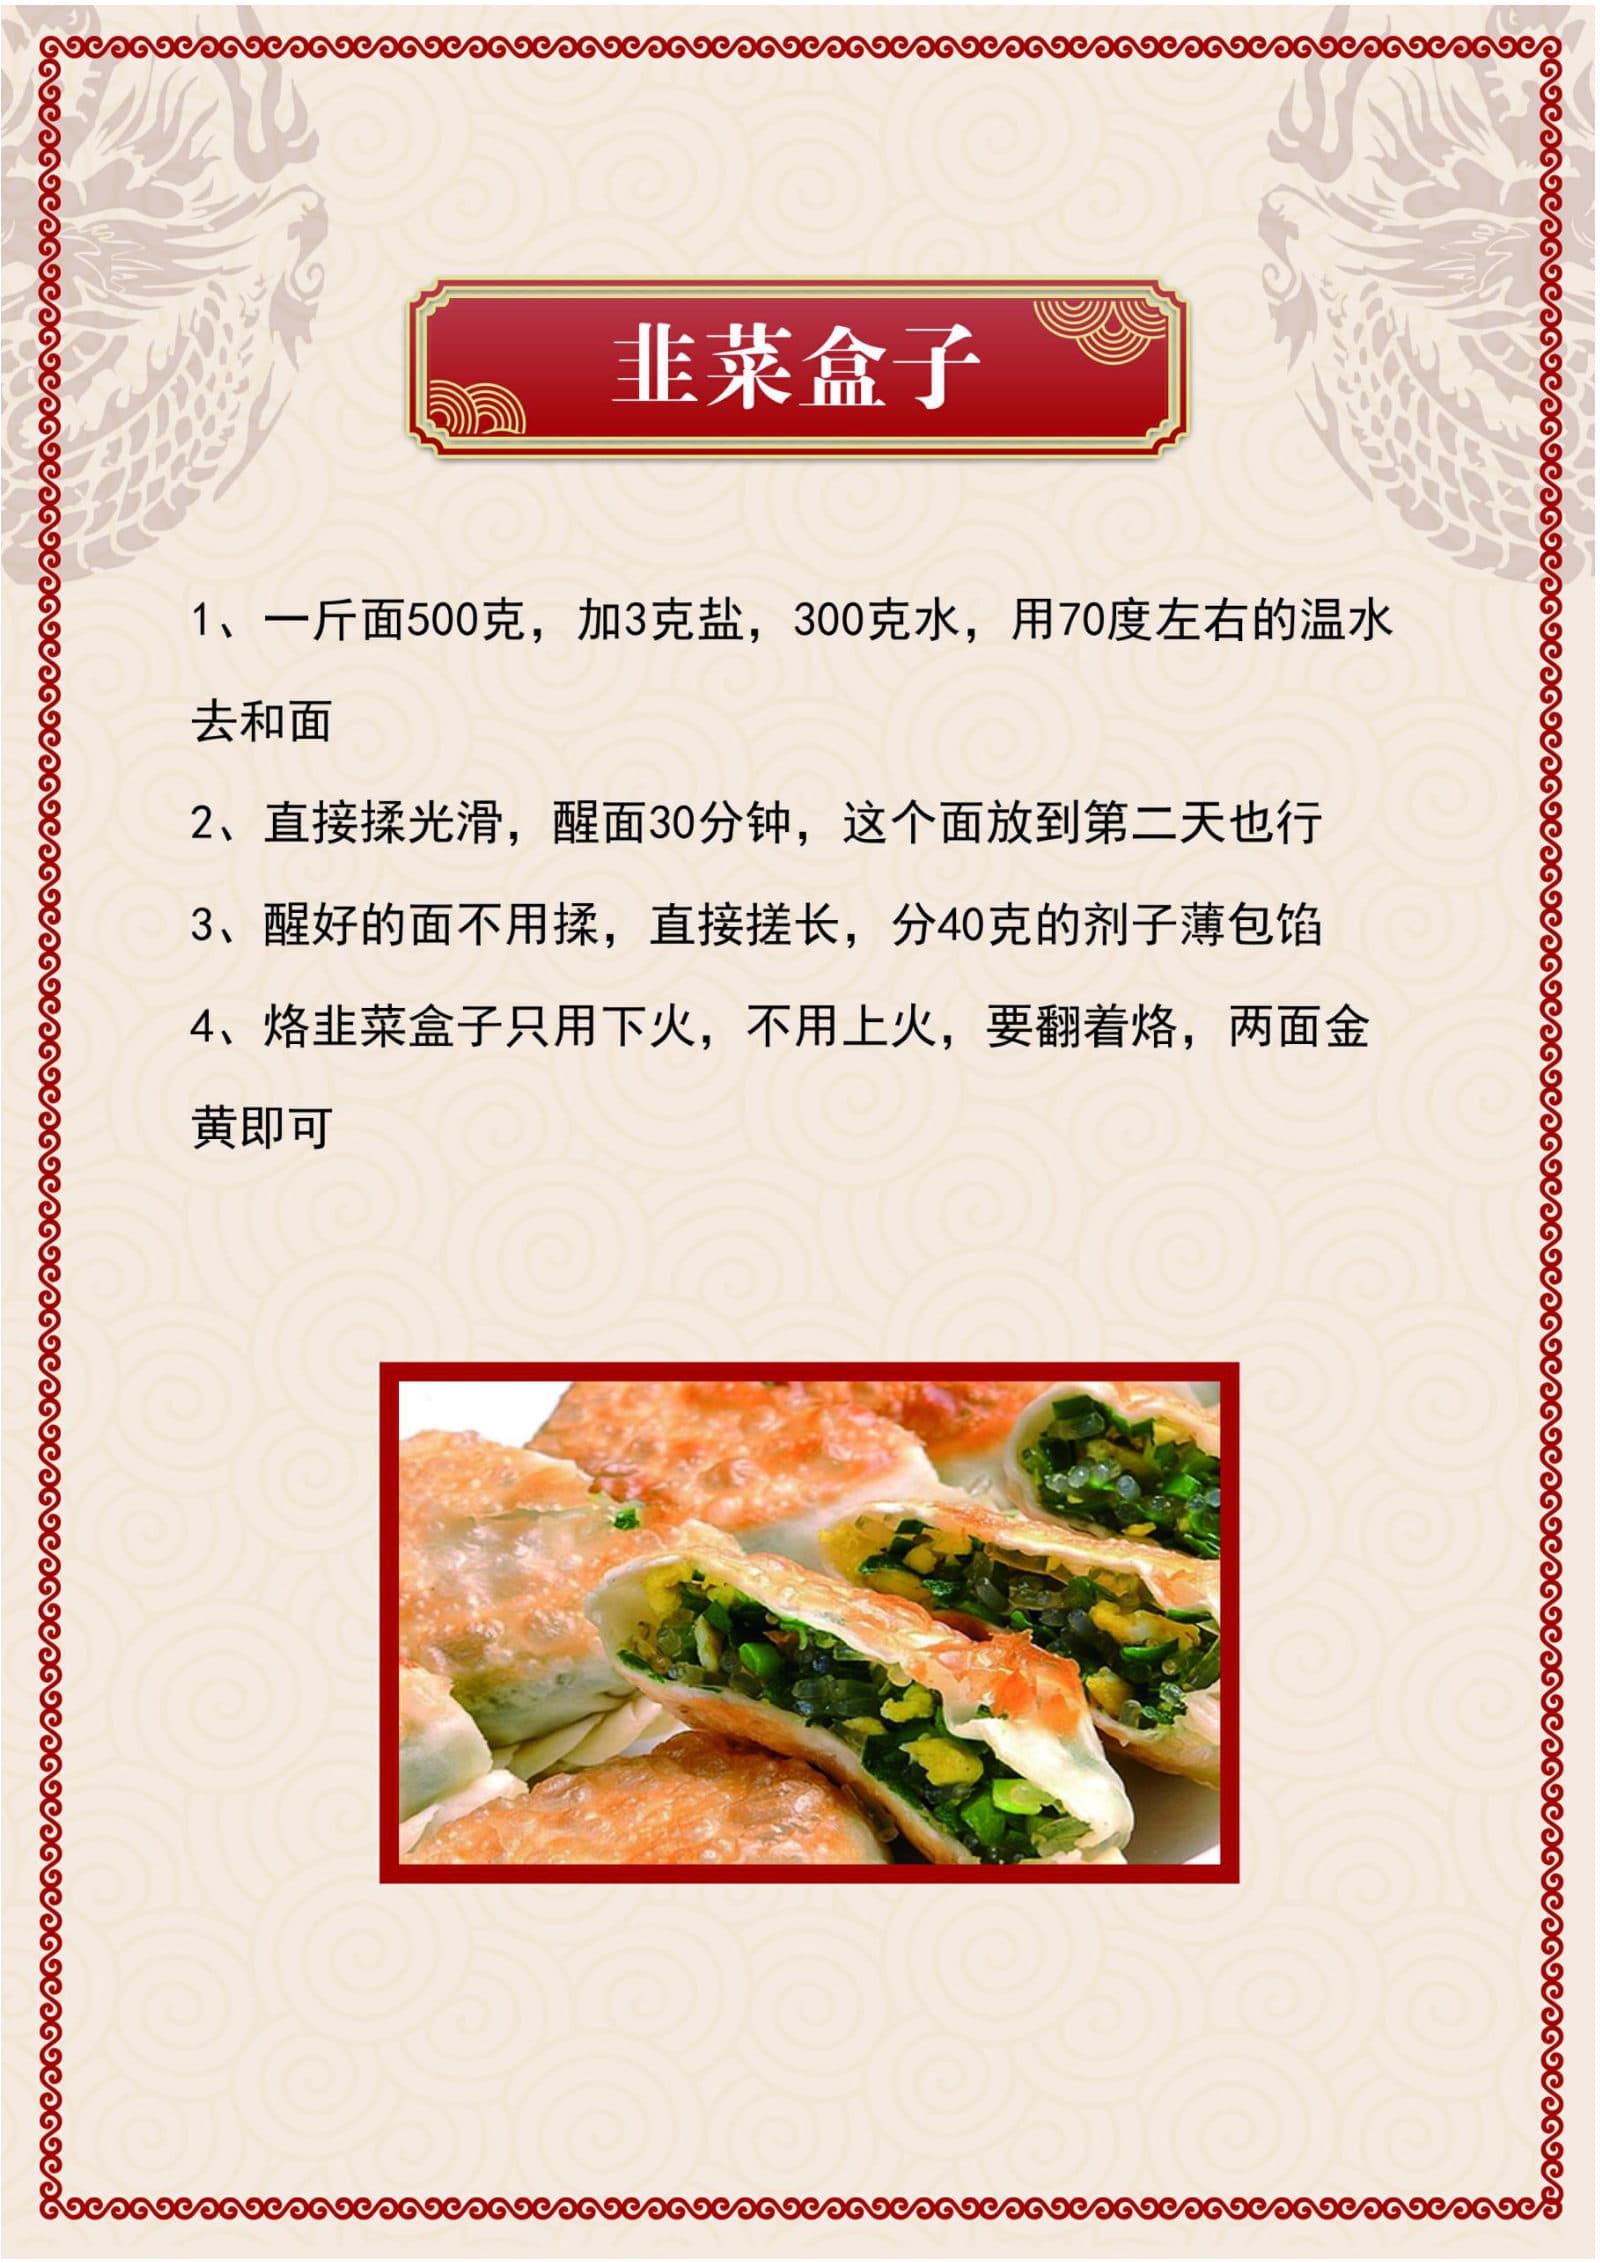 韭菜盒子
1、一斤面500克，加3克盐，300克水，用70度左右的温水
去和面
2、直接揉光滑，醒面30分钟，这个面放到第二天也行
3、醒好的面不用揉，直接搓长，分40克的剂子薄包馅
4、烙韭菜盒子只用下火，不用上火，要翻着烙，两面金
黄即可